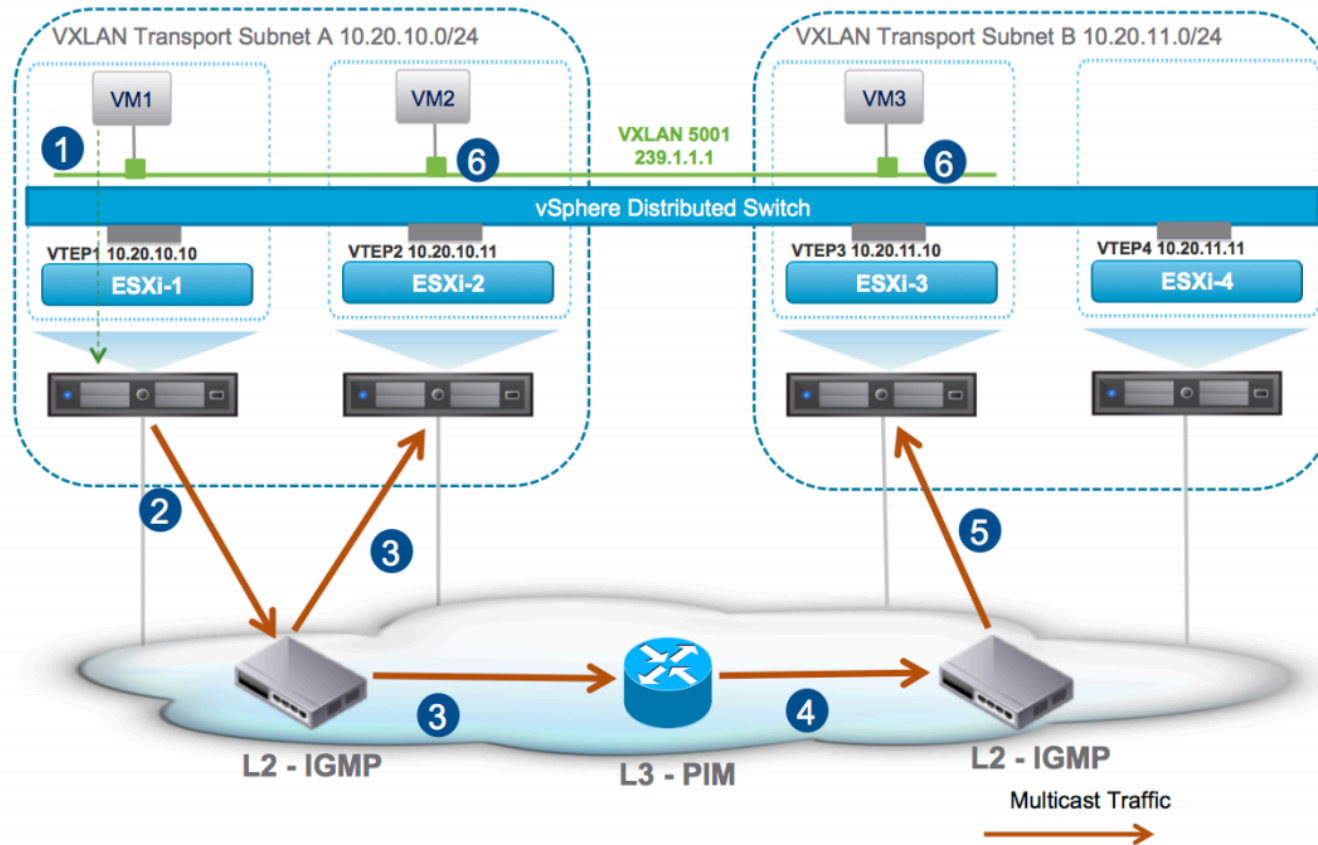 VXLAN Transport Subnet A 10.20.10.0/24
VXLAN Transport Subnet B 10.20.11.0/24
VM1
VM2
VM3
1
6
VXLAN 5001
239.1.1.1
6
vSphere Distributed Switch
VTEP1 10.20.10.10
VTEP2 10.20.10.11
VTEP3 10.20.11.10
VTEP4 10.20.11.11
ESXi-1
ESXi-2
ESXi-3
ESXi-4
2
3
5
3
4
L2 - IGMP
L3 - PIM
L2 - IGMP
Multicast Traffic